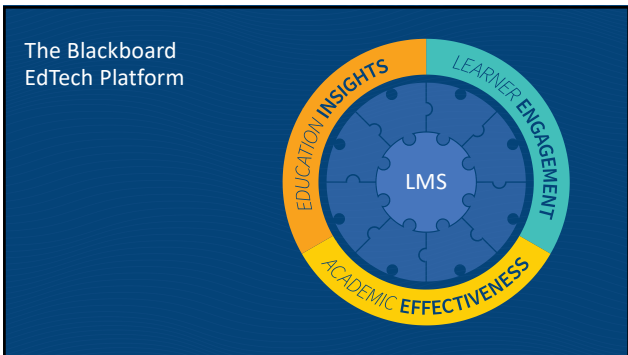 The Blackboard
EdTech Platform
EDUCATION INSIGHTS
LEARNER ENGAGEMENT
LMS
ACADEMIC EFFECTIVENESS